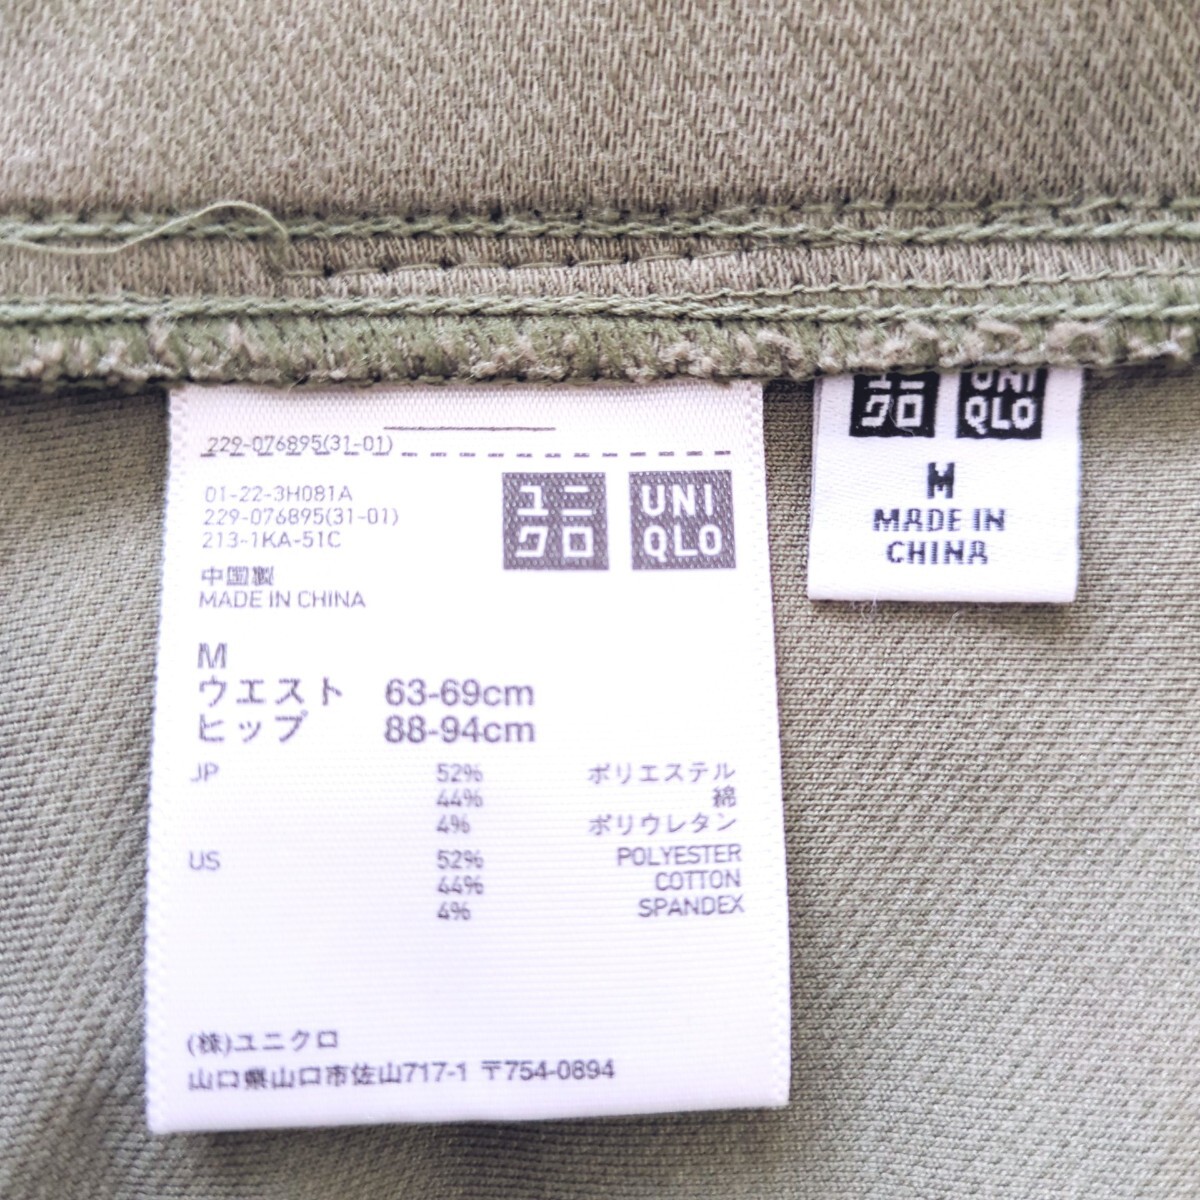 229-076895(31-01)
01-22-3H081A
229-076895(31-01)
213-1KA-51C
中国製
MADE IN CHINA
ユニ
クロ
UNI
QLO
M
ウエスト 63-69cm
ヒップ 88-94cm
JP 52% ポリエステル
44% 綿
4% ポリウレタン
US 52% POLYESTER
44% COTTON
4% SPANDEX
(株)ユニクロ
山口県山口市佐山717-1 〒754-0894
ユニ
クロ
UNI
QLO
M
MADE IN
CHINA